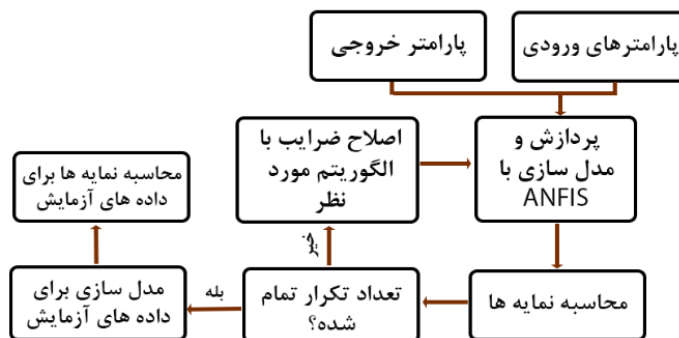 پارامترهای ورودی
پارامتر خروجی
پردازش و
مدل سازی با
ANFIS
اصلاح ضرایب با
الگوریتم مورد
نظر
محاسبه نمایه ها برای
داده های آزمایش
خیر
محاسبه نمایه ها
تعداد تکرار تمام
شده؟
بله
مدل سازی برای
داده های آزمایش